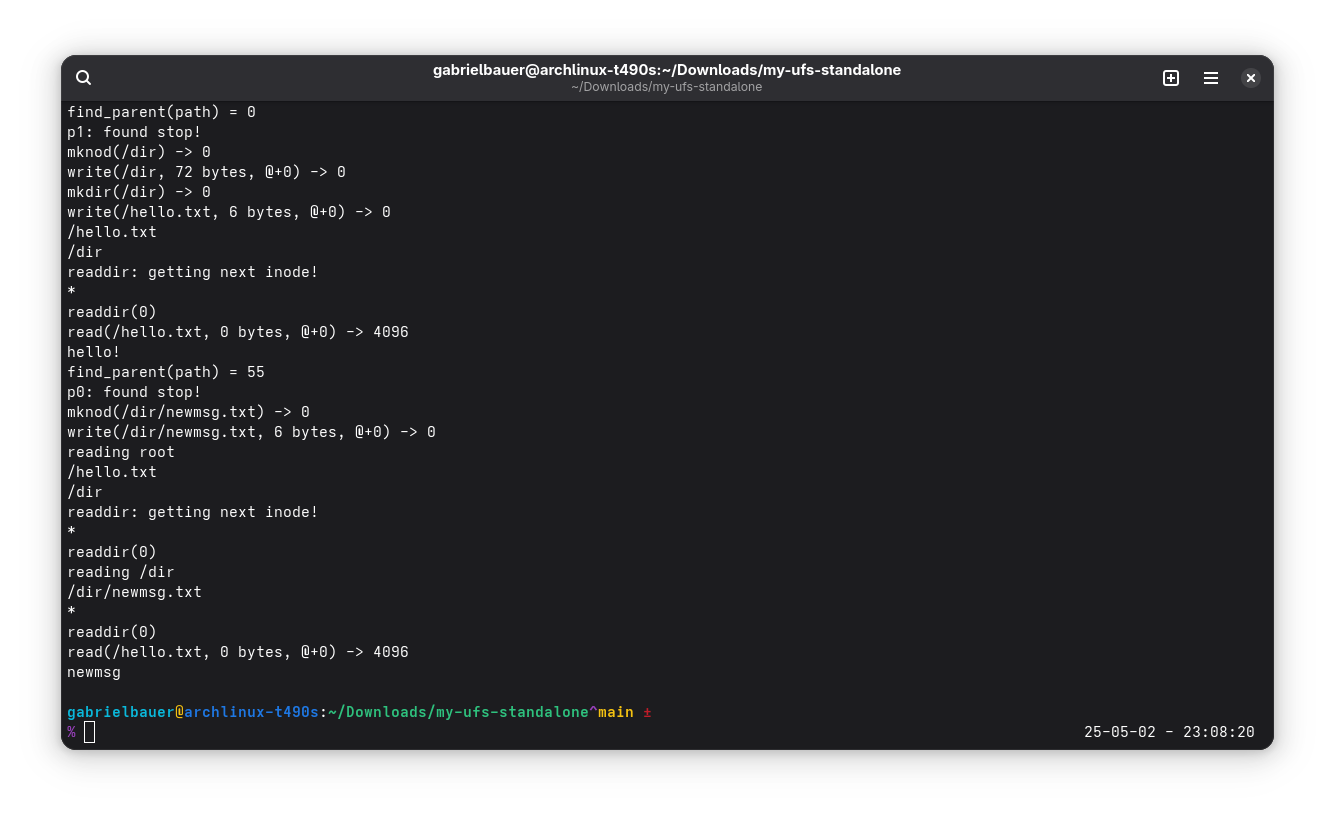 gabrielbauer@archlinux-t490s:~/Downloads/my-ufs-standalone
~/Downloads/my-ufs-standalone
find_parent(path) = 0
p1: found stop!
mknod(/dir) -> 0
write(/dir, 72 bytes, @+0) -> 0
mkdir(/dir) -> 0
write(/hello.txt, 6 bytes, @+0) -> 0
/hello.txt
/dir
readdir: getting next inode!
*
readdir(0)
read(/hello.txt, 0 bytes, @+0) -> 4096
hello!
find_parent(path) = 55
p0: found stop!
mknod(/dir/newmsg.txt) -> 0
write(/dir/newmsg.txt, 6 bytes, @+0) -> 0
reading root
/hello.txt
/dir
readdir: getting next inode!
*
readdir(0)
reading /dir
/dir/newmsg.txt
*
readdir(0)
read(/hello.txt, 0 bytes, @+0) -> 4096
newmsg
gabrielbauer@archlinux-t490s:~/Downloads/my-ufs-standalone^main ±
% 25-05-02 - 23:08:20